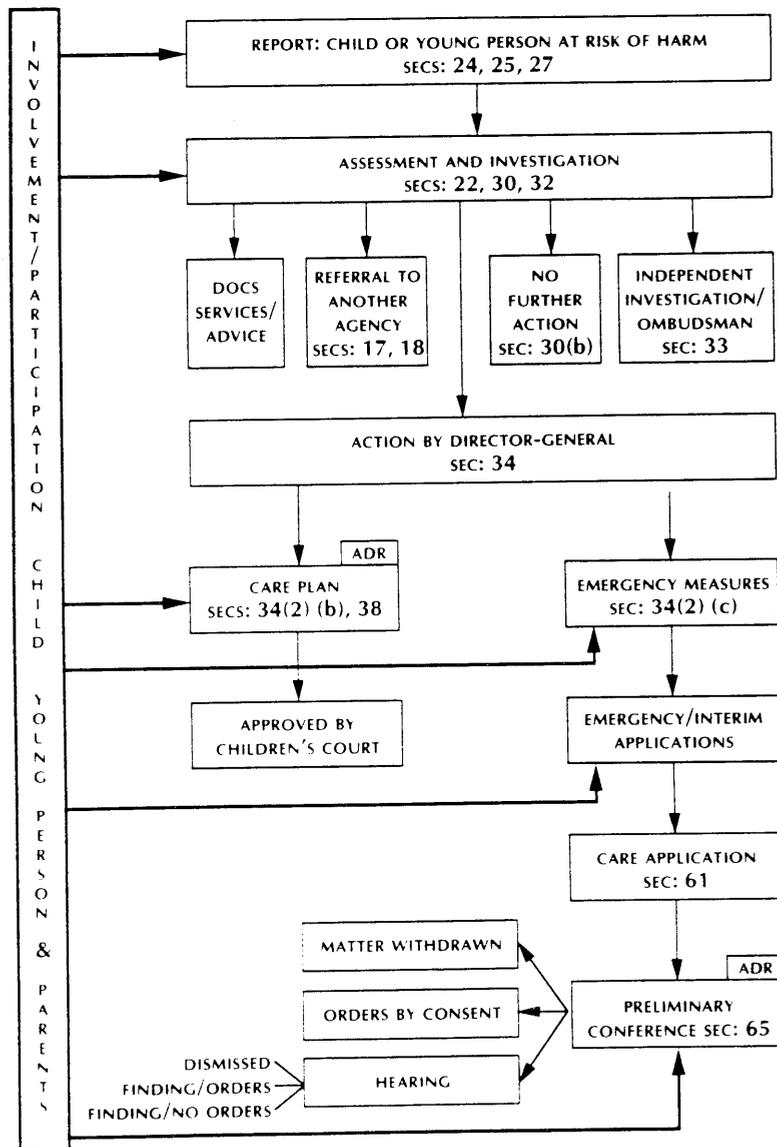 INVOLVEMENT/PARTICIPATION CHILD YOUNG PERSON & PARENTS
REPORT: CHILD OR YOUNG PERSON AT RISK OF HARM
SECS: 24, 25, 27
ASSESSMENT AND INVESTIGATION
SECS: 22, 30, 32
DOCS
SERVICES/
ADVICE
REFERRAL TO
ANOTHER
AGENCY
SECS: 17, 18
NO
FURTHER
ACTION
SEC: 30(b)
INDEPENDENT
INVESTIGATION/
OMBUDSMAN
SEC: 33
ACTION BY DIRECTOR-GENERAL
SEC: 34
ADR
CARE PLAN
SECS: 34(2) (b), 38
EMERGENCY MEASURES
SEC: 34(2) (c)
APPROVED BY
CHILDREN'S COURT
EMERGENCY/INTERIM
APPLICATIONS
CARE APPLICATION
SEC: 61
MATTER WITHDRAWN
ADR
ORDERS BY CONSENT
PRELIMINARY
CONFERENCE SEC: 65
HEARING
DISMISSED
FINDING/ORDERS
FINDING/NO ORDERS